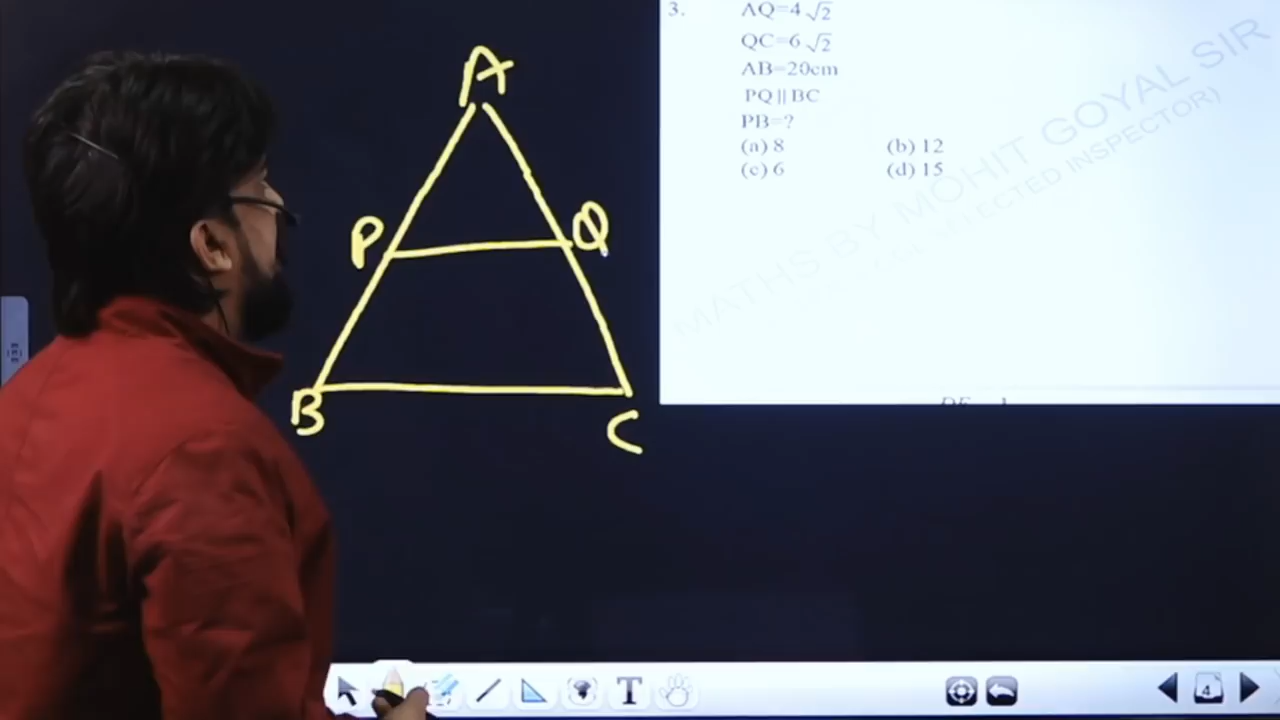 A
P
Q
B
C
3. AQ=4√2
QC=6√2
AB=20cm
PQ||BC
PB=?
(a) 8 (b) 12
(c) 6 (d) 15
MATHS BY MOHIT GOYAL SIR
INSPECTOR)
T
4